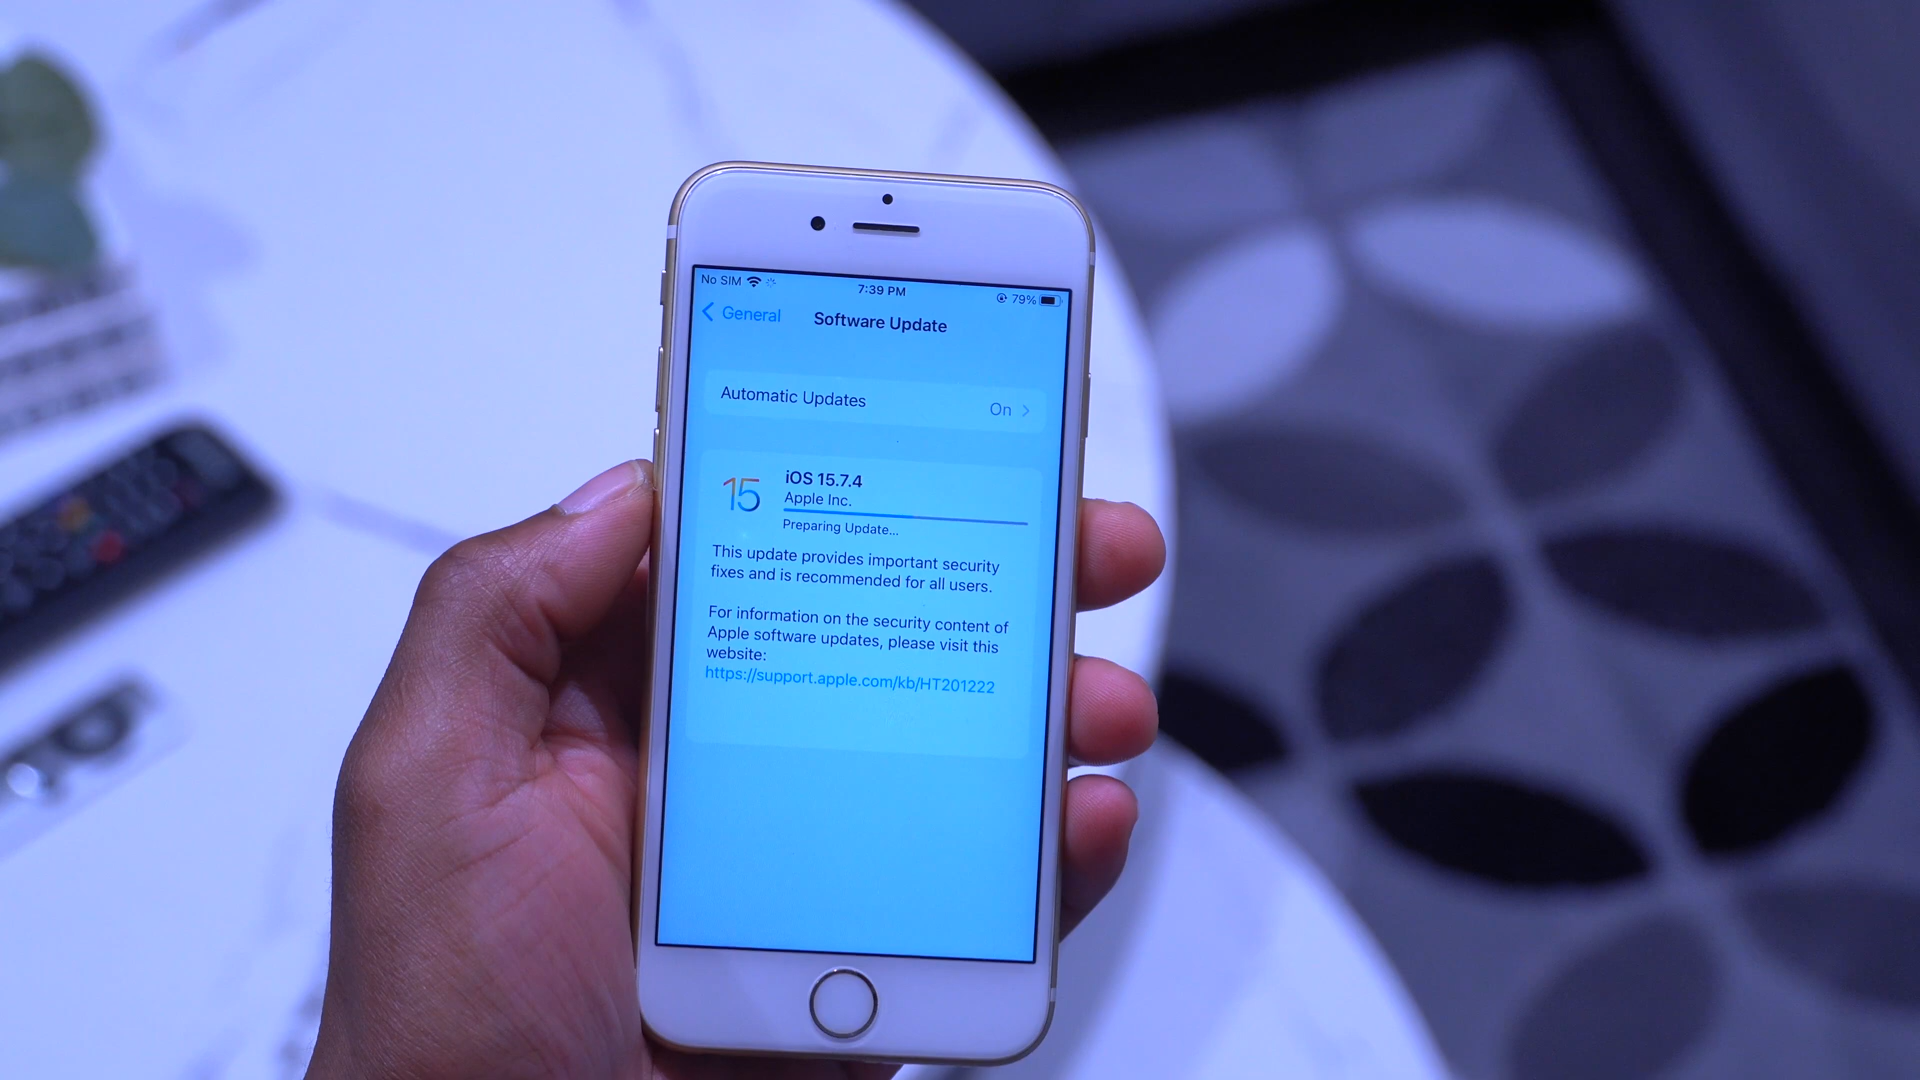 No SIM 7:39 PM 79%
General Software Update
Automatic Updates On
15
iOS 15.7.4
Apple Inc.
Preparing Update...
This update provides important security
fixes and is recommended for all users.
For information on the security content of
Apple software updates, please visit this
website:
https://support.apple.com/kb/HT201222